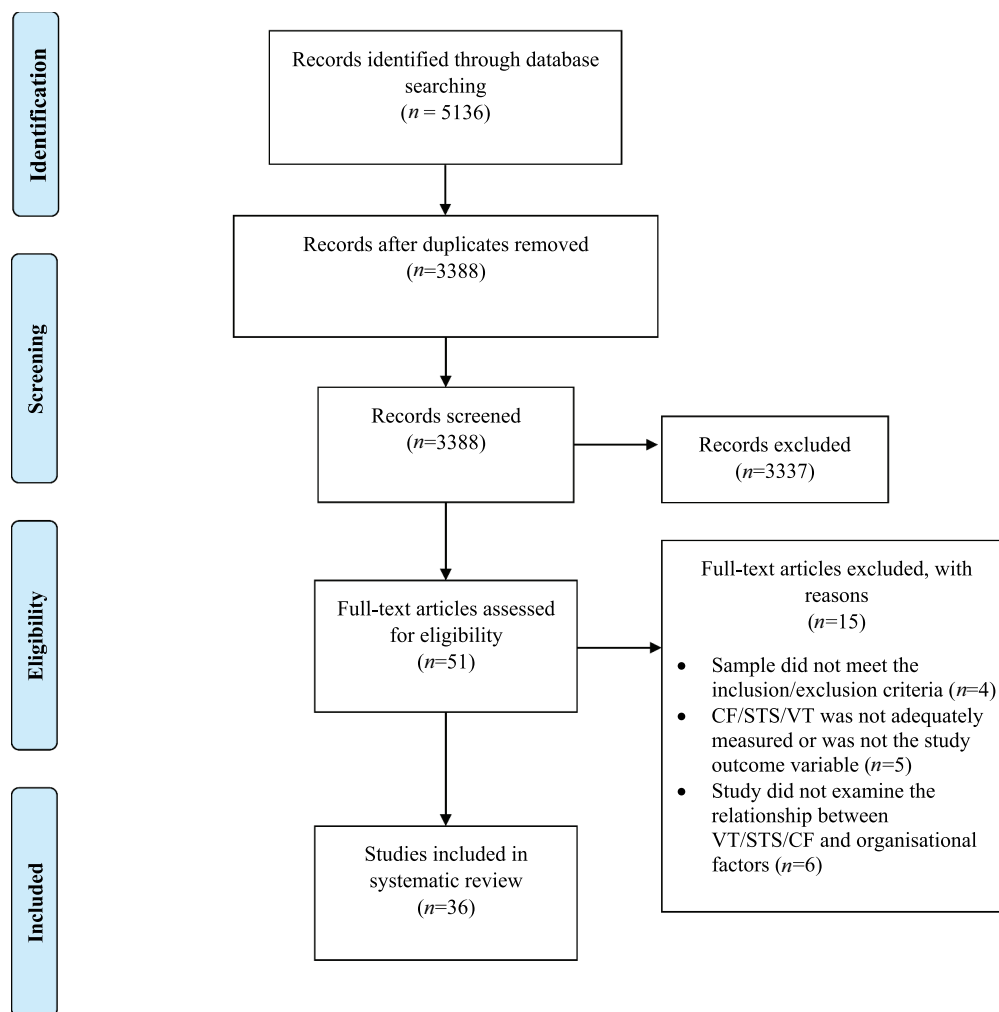 Identification
Records identified through database
searching
(n = 5136)
Records after duplicates removed
(n=3388)
Screening
Records screened
(n=3388)
Records excluded
(n=3337)
Eligibility
Full-text articles assessed
for eligibility
(n=51)
Full-text articles excluded, with
reasons
(n=15)
• Sample did not meet the
inclusion/exclusion criteria (n=4)
• CF/STS/VT was not adequately
measured or was not the study
outcome variable (n=5)
• Study did not examine the
relationship between
VT/STS/CF and organisational
factors (n=6)
Included
Studies included in
systematic review
(n=36)